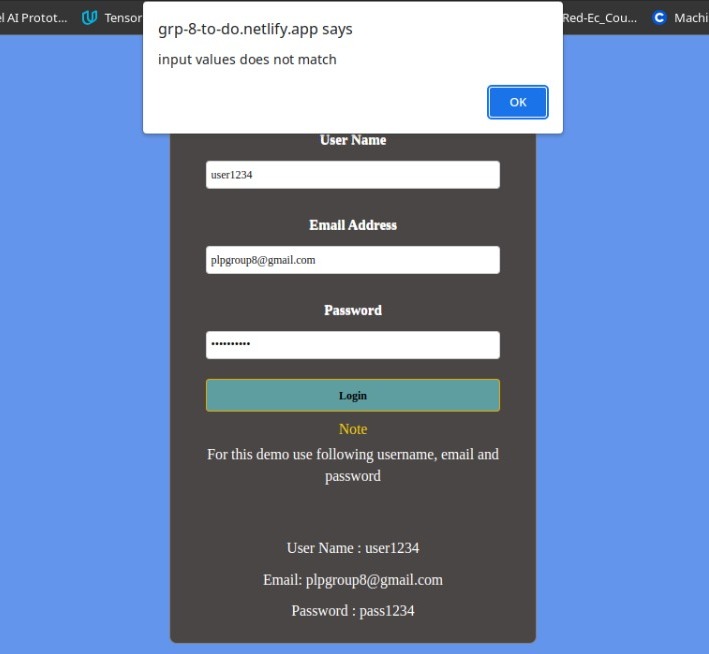 el AI Protot...
Tensor
Red-Ec_Cou...
Machi
grp-8-to-do.netlify.app says
input values does not match
OK
User Name
user1234
Email Address
plpgroup8@gmail.com
Password
••••••••••
Login
Note
For this demo use following username, email and
password
User Name : user1234
Email: plpgroup8@gmail.com
Password : pass1234